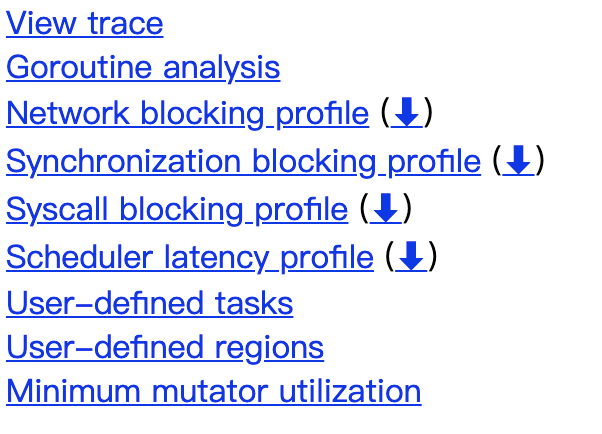 View trace
Goroutine analysis
Network blocking profile (⬇)
Synchronization blocking profile (⬇)
Syscall blocking profile (⬇)
Scheduler latency profile (⬇)
User-defined tasks
User-defined regions
Minimum mutator utilization